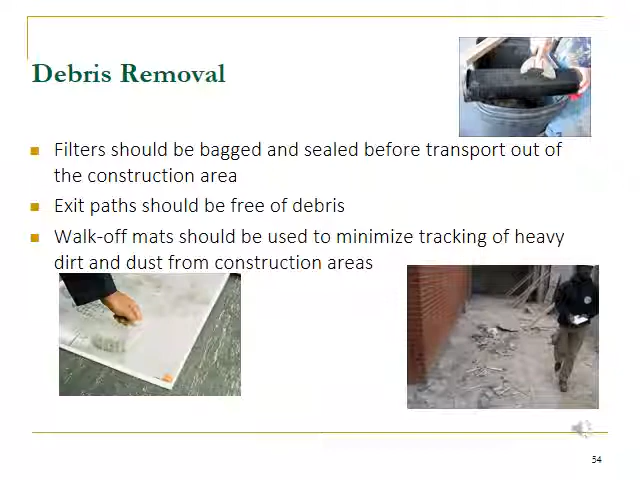 Debris Removal
Filters should be bagged and sealed before transport out of
the construction area
Exit paths should be free of debris
Walk-off mats should be used to minimize tracking of heavy
dirt and dust from construction areas
54